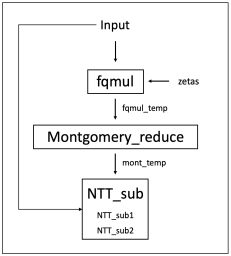 Input
fqmul
zetas
fqmul_temp
Montgomery_reduce
mont_temp
NTT_sub
NTT_sub1
NTT_sub2